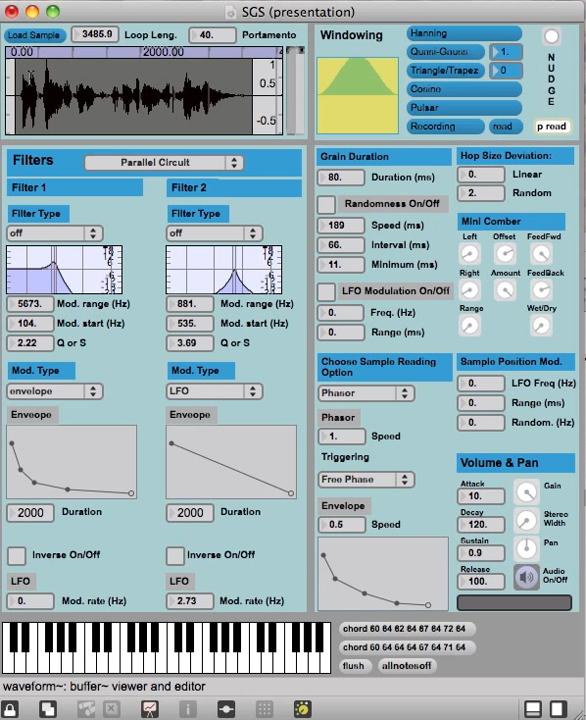 SGS (presentation)
Load Sample 3485.9 Loop Leng. 40. Portamento
0.00 2000.00
1
0.5
-0.5
Windowing
Hanning
Quasi-Gauss 1.
Triangle/Trapez 0
Cosine
Pulsar
Recording read p read
NUDGE
Filters
Parallel Circuit
Filter 1
Filter Type
off
5673. Mod. range (Hz)
104. Mod. start (Hz)
2.22 Q or S
Mod. Type
envelope
Enveope
2000 Duration
Inverse On/Off
LFO
0. Mod. rate (Hz)
Filter 2
Filter Type
off
881. Mod. range (Hz)
535. Mod. start (Hz)
3.69 Q or S
Mod. Type
LFO
Enveope
2000 Duration
Inverse On/Off
LFO
2.73 Mod. rate (Hz)
Grain Duration
80. Duration (ms)
Randomness On/Off
189 Speed (ms)
66. Interval (ms)
11. Minimum (ms)
LFO Modulation On/Off
0. Freq. (Hz)
0. Range (ms)
Choose Sample Reading
Option
Phasor
Phasor
1. Speed
Triggering
Free Phase
Envelope
0.5 Speed
Hop Size Deviation:
0. Linear
2. Random
Mini Comber
Left Offset FeedFwd
Right Amount FeedBack
Range Wet/Dry
Sample Position Mod.
0. LFO Freq (Hz)
0. Range (ms)
0. Random. (Hz)
Volume & Pan
Attack
10.
Decay
120.
Sustain
0.9
Release
100.
Gain
Stereo
Width
Pan
Audio
On/Off
chord 60 64 62 64 67 64 72 64
chord 60 64 64 64 67 64 71 64
flush allnotesoff
waveform~: buffer~ viewer and editor